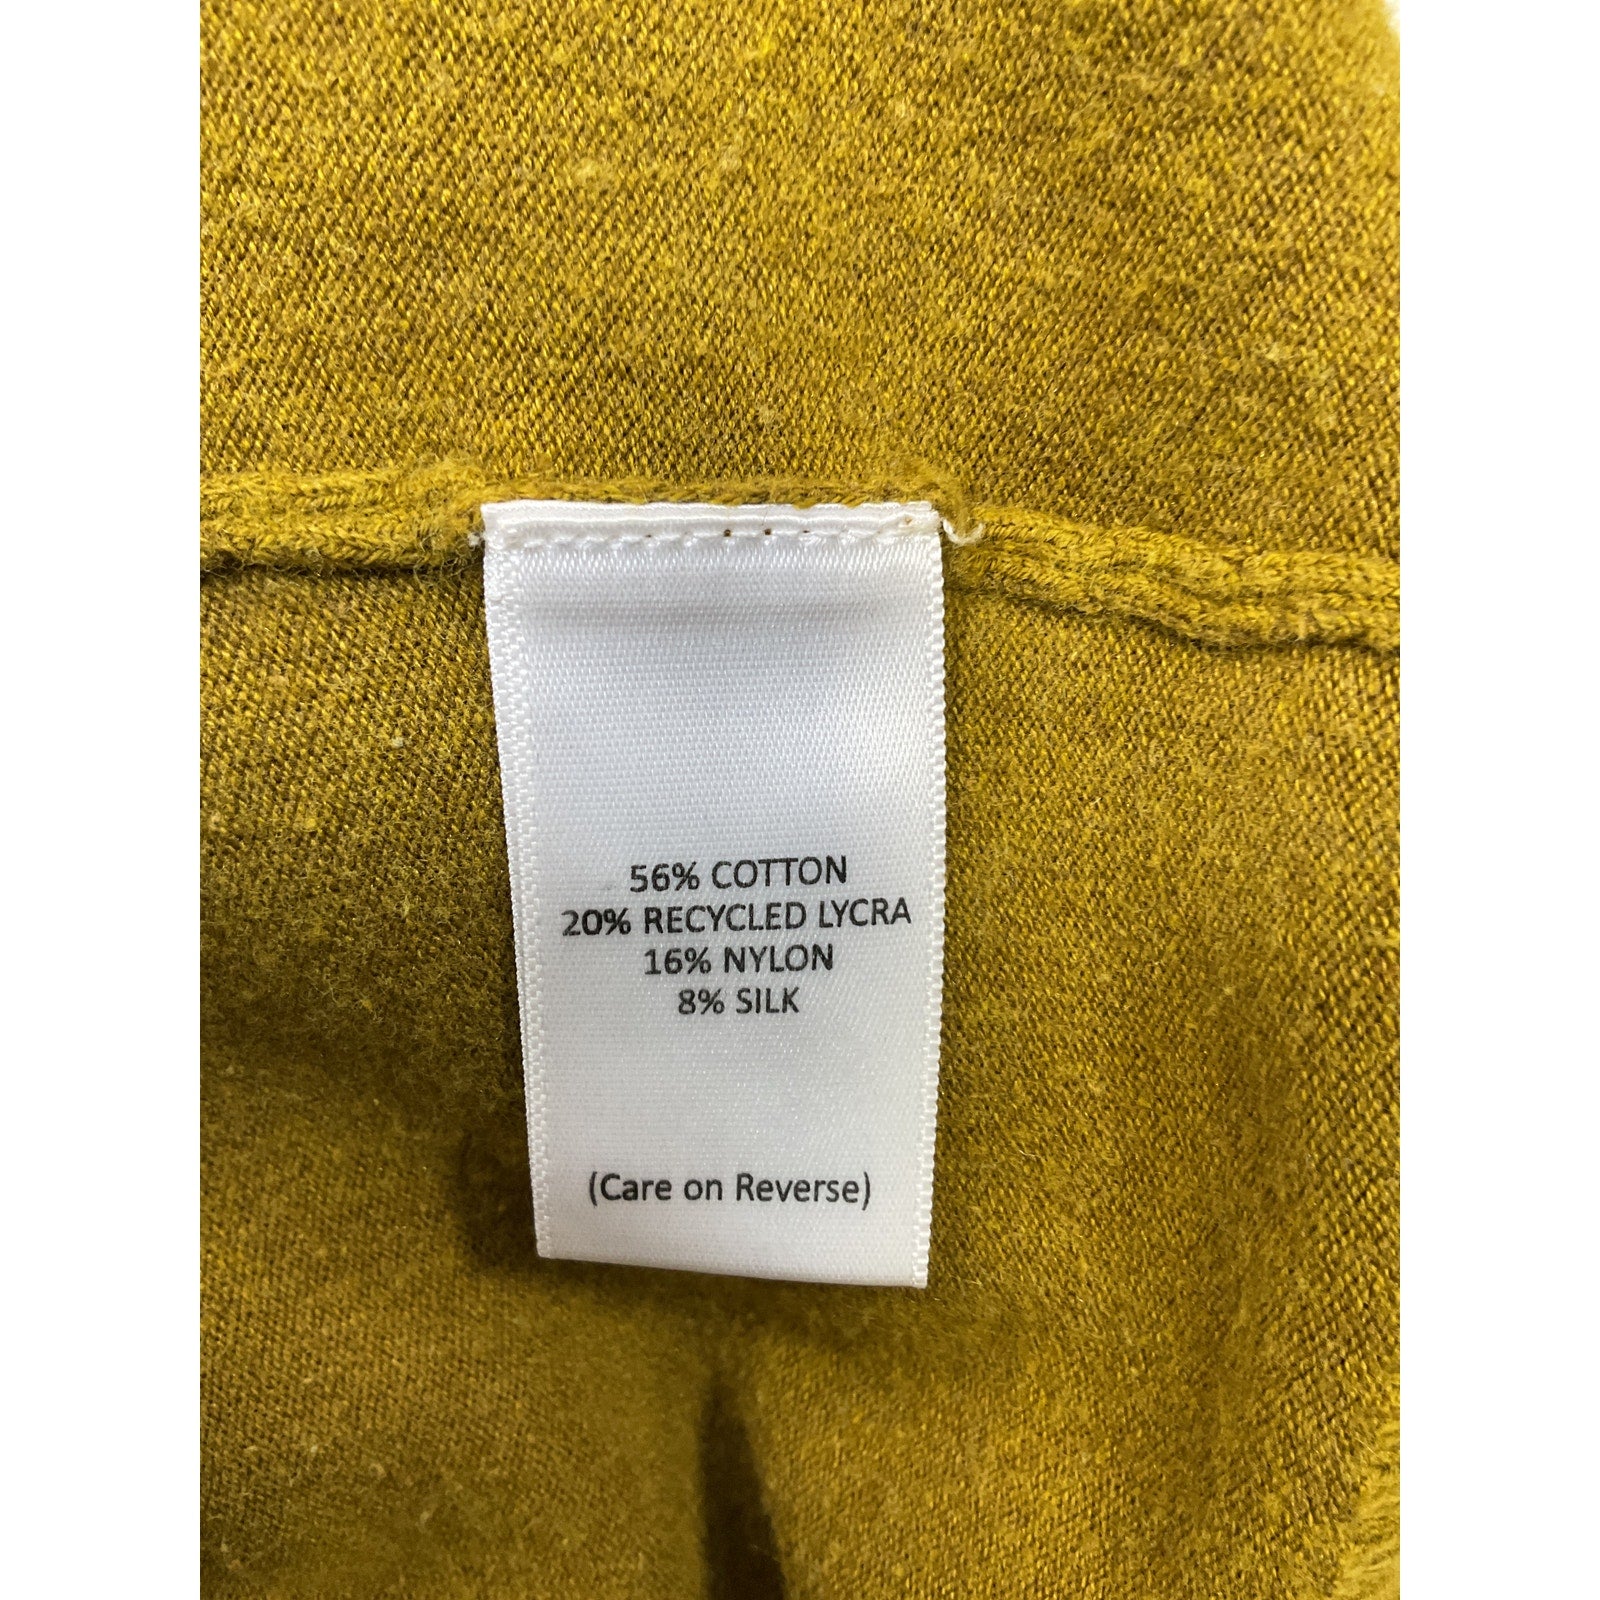 56% COTTON
20% RECYCLED LYCRA
16% NYLON
8% SILK
(Care on Reverse)